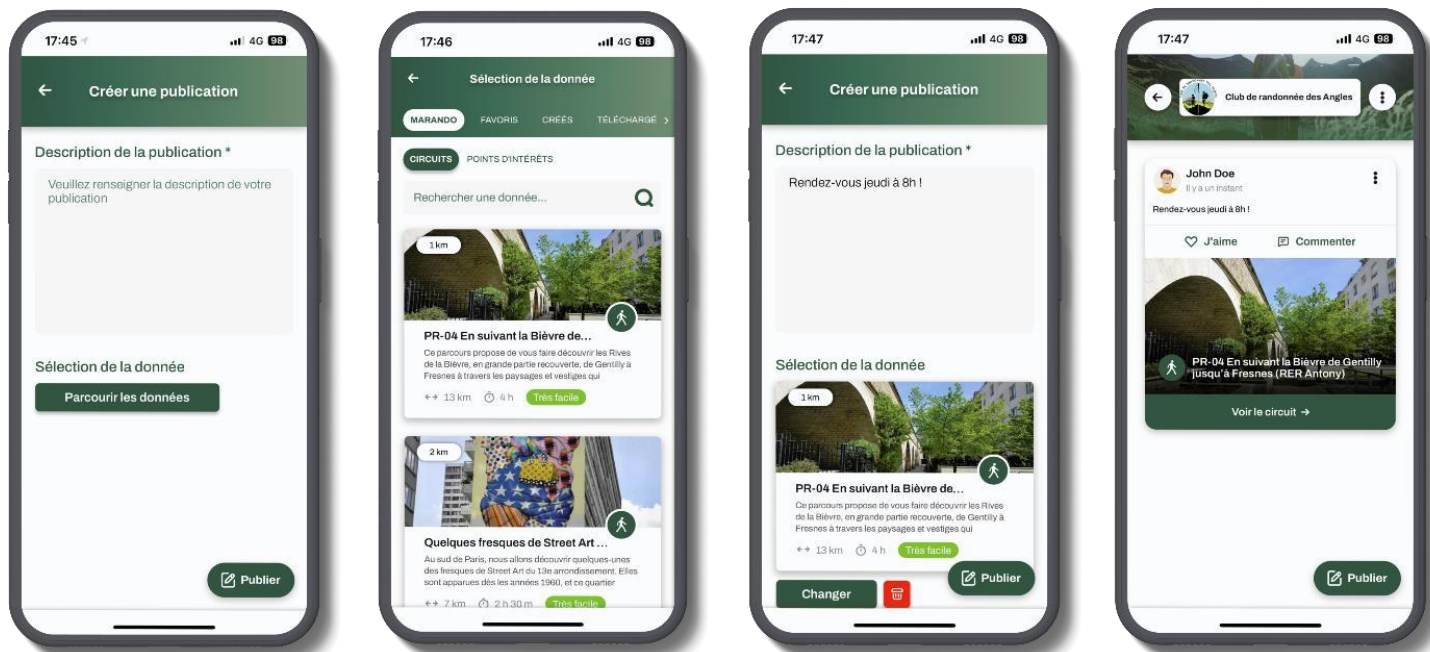 17:45
4G 98
Créer une publication
Description de la publication *
Veuillez renseigner la description de votre
publication
Sélection de la donnée
Parcourir les données
Publier
17:46
4G 98
Sélection de la donnée
MARANDO FAVORIS CRÉÉS TÉLÉCHARGÉ
CIRCUITS POINTS D'INTÉRÊTS
Rechercher une donnée...
1 km
PR-04 En suivant la Bièvre de...
Ce parcours propose de vous faire découvrir les Rives
de la Bièvre, en grande partie recouverte, de Gentilly à
Fresnes à travers les paysages et vestiges qui
13 km 4 h Très facile
2 km
Quelques fresques de Street Art ...
Au sud de Paris, nous allons découvrir quelques-unes
des fresques de Street Art du 13e arrondissement. Elles
sont apparues dès les années 1960, et ce quartier
7 km 2 h 30 m Très facile
17:47
4G 98
Créer une publication
Description de la publication *
Rendez-vous jeudi à 8h !
Sélection de la donnée
1 km
PR-04 En suivant la Bièvre de...
Ce parcours propose de vous faire découvrir les Rives
de la Bièvre, en grande partie recouverte, de Gentilly à
Fresnes à travers les paysages et vestiges qui
13 km 4 h Très facile
Publier
Changer
17:47
4G 98
Club de randonnée des Angles
John Doe
Il y a un instant
Rendez-vous jeudi à 8h !
J'aime Commenter
PR-04 En suivant la Bièvre de Gentilly
jusqu'à Fresnes (RER Antony)
Voir le circuit →
Publier